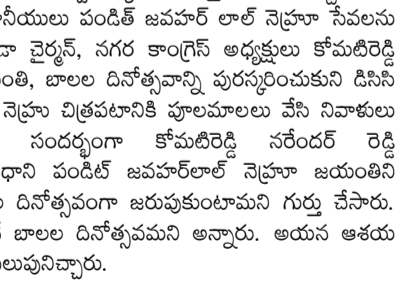 నీయులు పండిత్ జవహర్ లాల్ నెహ్రూ సేవలను
డా చైర్మన్, నగర కాంగ్రెస్ అధ్యక్షులు కోమటిరెడ్డి
ంతి, బాలల దినోత్సవాన్ని పురస్కరించుకుని డిసిసి
నెహ్రు చిత్రపటానికి పూలమాలలు వేసి నివాళులు
సందర్భంగా కోమటిరెడ్డి నరేందర్ రెడ్డి
ధాని పండిట్ జవహర్‌లాల్ నెహ్రూ జయంతిని
దినోత్సవంగా జరుపుకుంటామని గుర్తు చేసారు.
బాలల దినోత్సవమని అన్నారు. అయన ఆశయ
లుపునిచ్చారు.